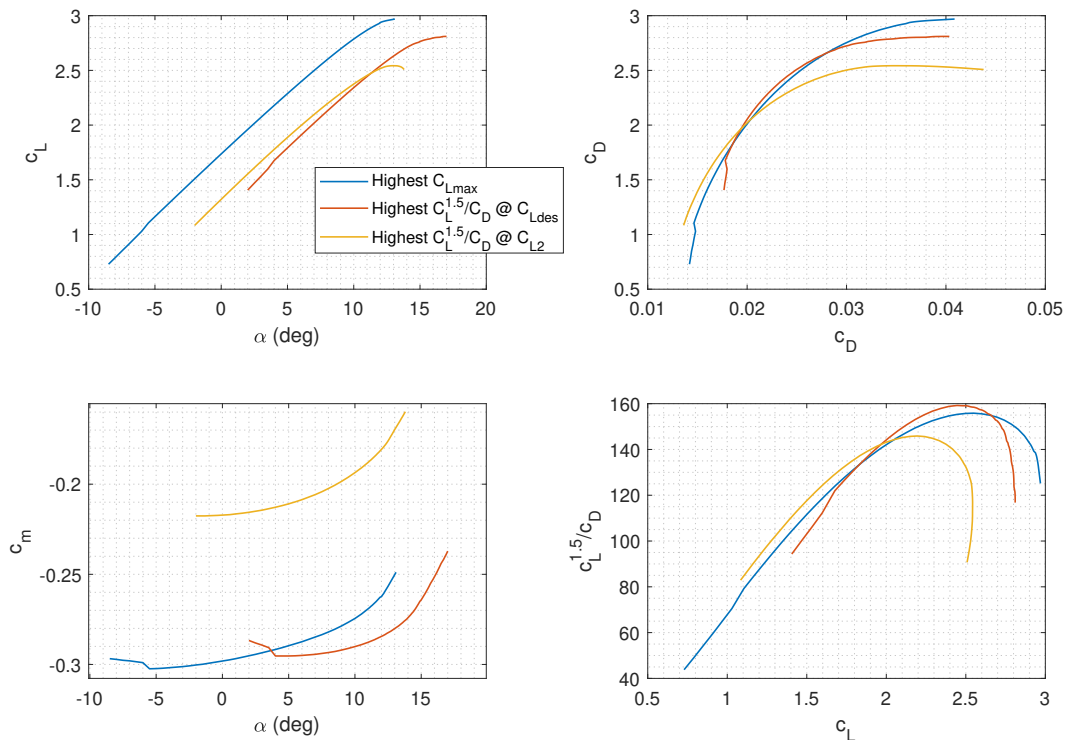 3
2.5
2
1.5
1
0.5
c_L
-10 -5 0 5 10 15 20
α (deg)
Highest C_Lmax
Highest C_L^1.5/C_D @ C_Ldes
Highest C_L^1.5/C_D @ C_L2
3
2.5
2
1.5
1
0.5
c_D
0.01 0.02 0.03 0.04 0.05
c_D
-0.2
-0.25
-0.3
c_m
-10 -5 0 5 10 15
α (deg)
160
140
120
100
80
60
40
c_L^1.5/c_D
0.5 1 1.5 2 2.5 3
c_L